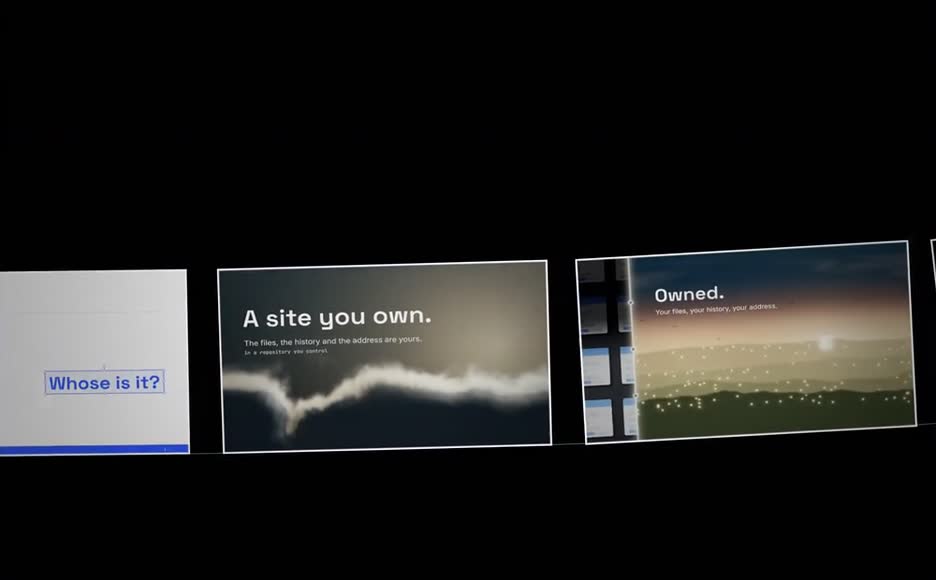 Whose is it?
A site you own.
The files, the history and the address are yours.
in a repository you control
Owned.
Your files, your history, your address.